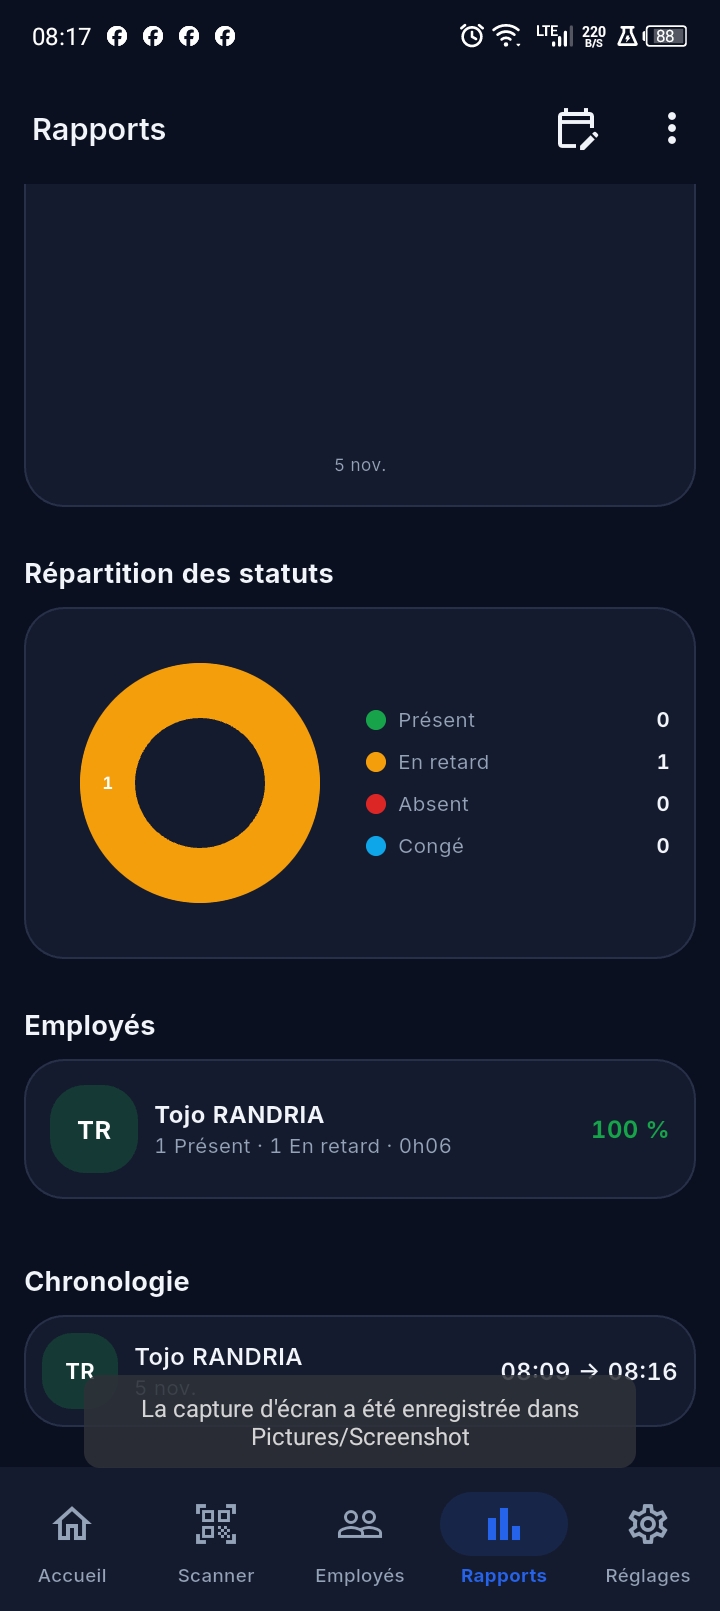 08:17
LTE
220
B/S
88
Rapports
5 nov.
Répartition des statuts
1
Présent 0
En retard 1
Absent 0
Congé 0
Employés
TR
Tojo RANDRIA
1 Présent · 1 En retard · 0h06
100 %
Chronologie
TR
Tojo RANDRIA
5 nov.
08:09 → 08:16
La capture d'écran a été enregistrée dans
Pictures/Screenshot
Accueil
Scanner
Employés
Rapports
Réglages